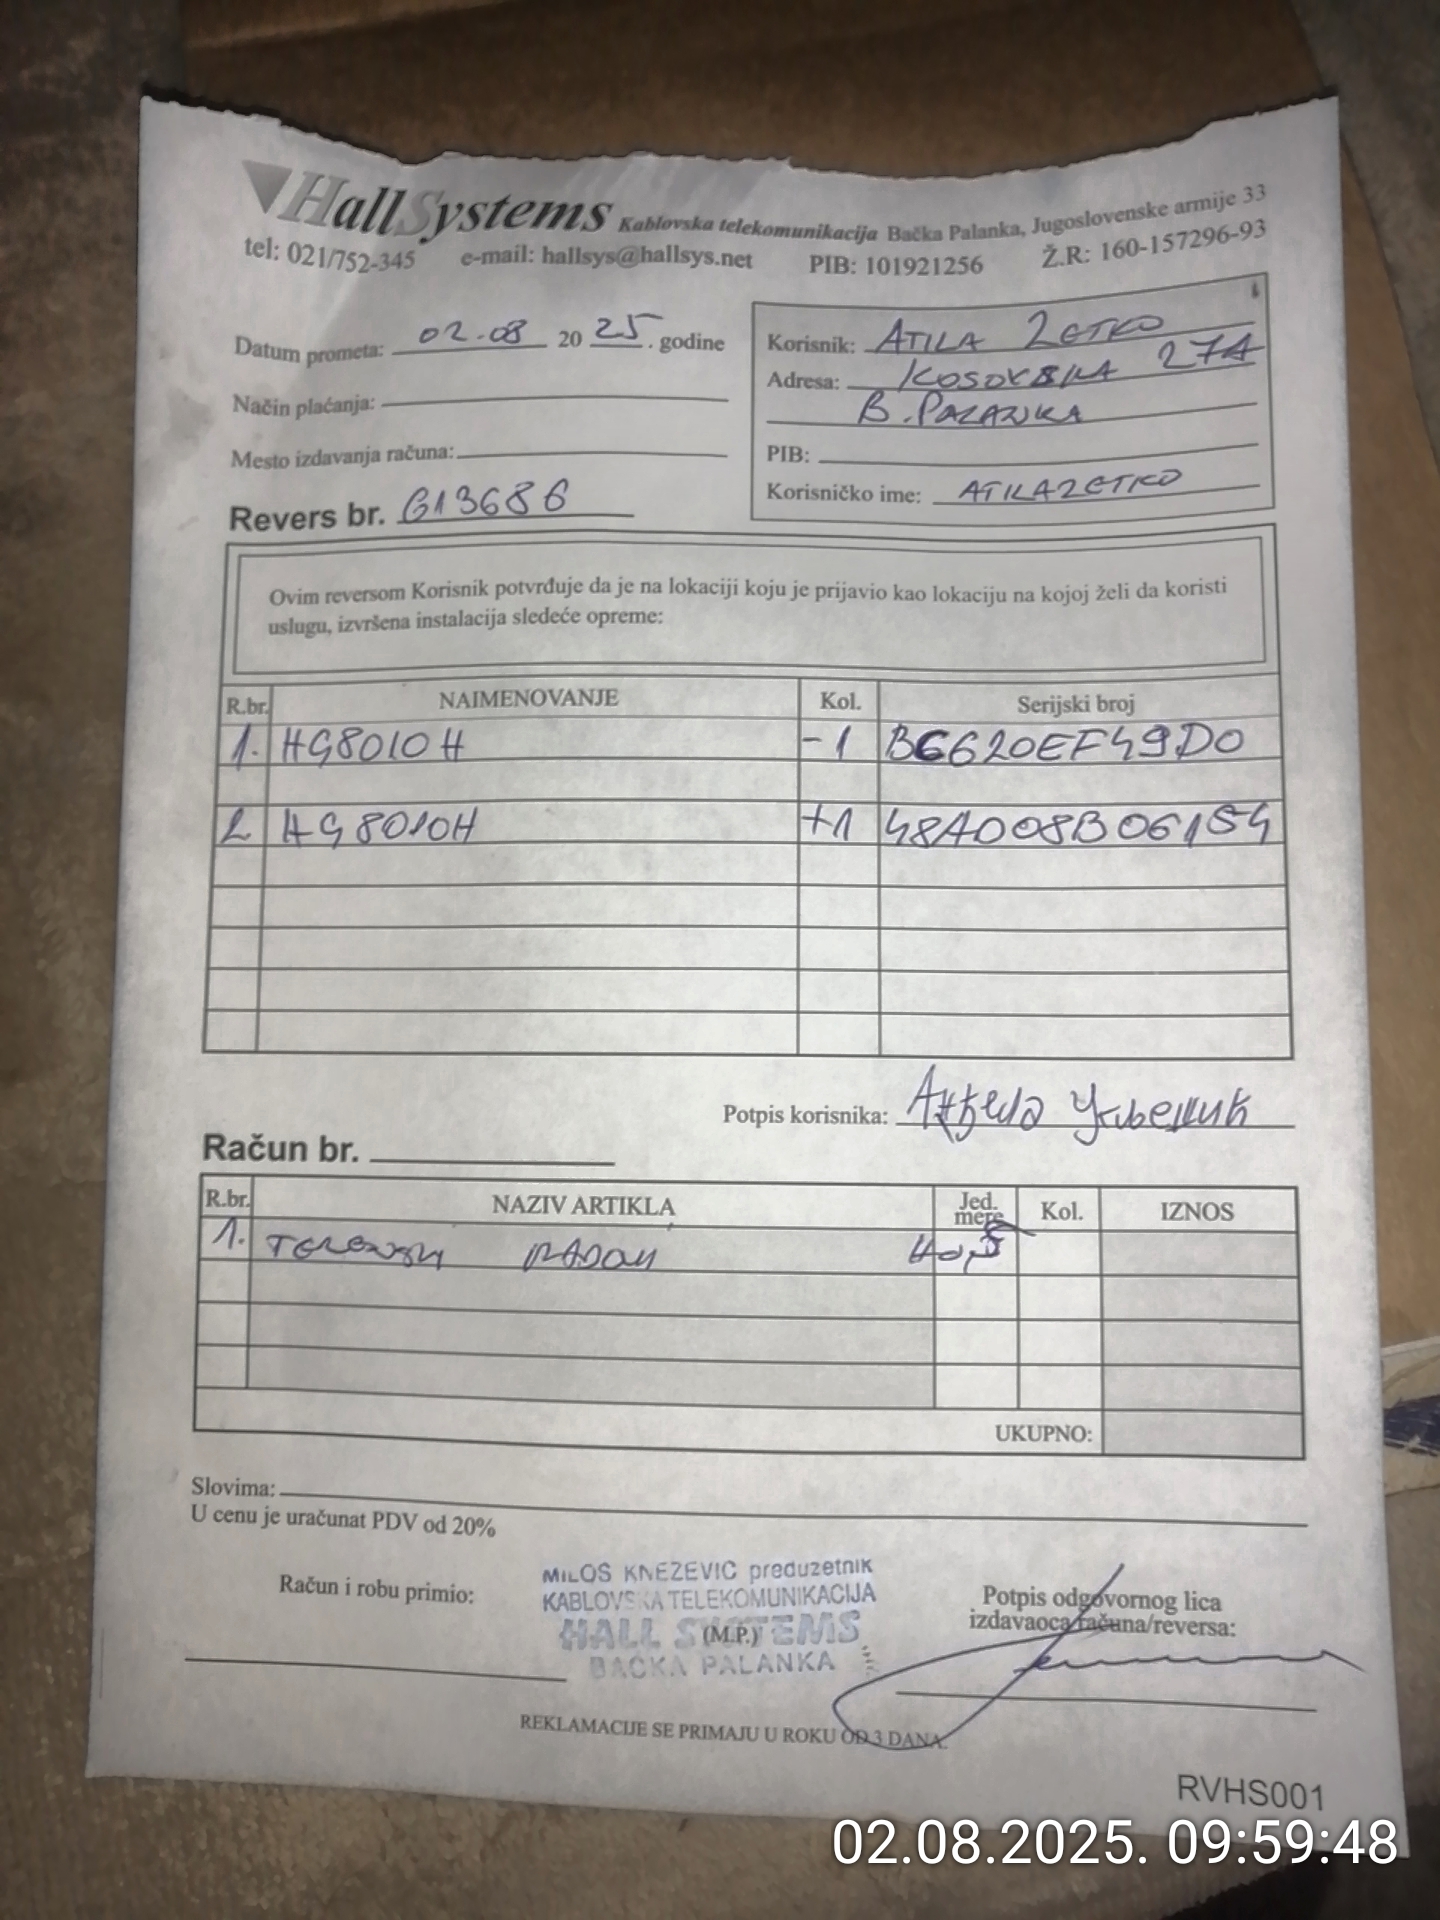 HallSystems Kablovska telekomunikacija Bačka Palanka, Jugoslovenske armije 33
tel: 021/752-345 e-mail: hallsys@hallsys.net PIB: 101921256 Ž.R: 160-157296-93
Datum prometa: 02.08 2025. godine
Način plaćanja:
Mesto izdavanja računa:
Revers br. G13686
Korisnik: ATILA ZETKO
Adresa: KOSOVSKA 27A
B. PALANKA
PIB:
Korisničko ime: ATILAZETKO
Ovim reversom Korisnik potvrđuje da je na lokaciji koju je prijavio kao lokaciju na kojoj želi da koristi
uslugu, izvršena instalacija sledeće opreme:
R.br. NAIMENOVANJE Kol. Serijski broj
1. HG8010H -1 BC620EF49D0
2 HG8010H +1 48AD08B06154
Potpis korisnika: Анђела
Račun br.
R.br. NAZIV ARTIKLA Jed. mere Kol. IZNOS
1. TERENSKI IZLAZAK
UKUPNO:
Slovima:
U cenu je uračunat PDV od 20%
Račun i robu primio:
MILOS KNEZEVIC preduzetnik
KABLOVSKA TELEKOMUNIKACIJA
HALL SYSTEMS
(M.P.)
BACKA PALANKA
Potpis odgovornog lica
izdavaoca računa/reversa:
REKLAMACIJE SE PRIMAJU U ROKU OD 3 DANA.
RVHS001
02.08.2025. 09:59:48